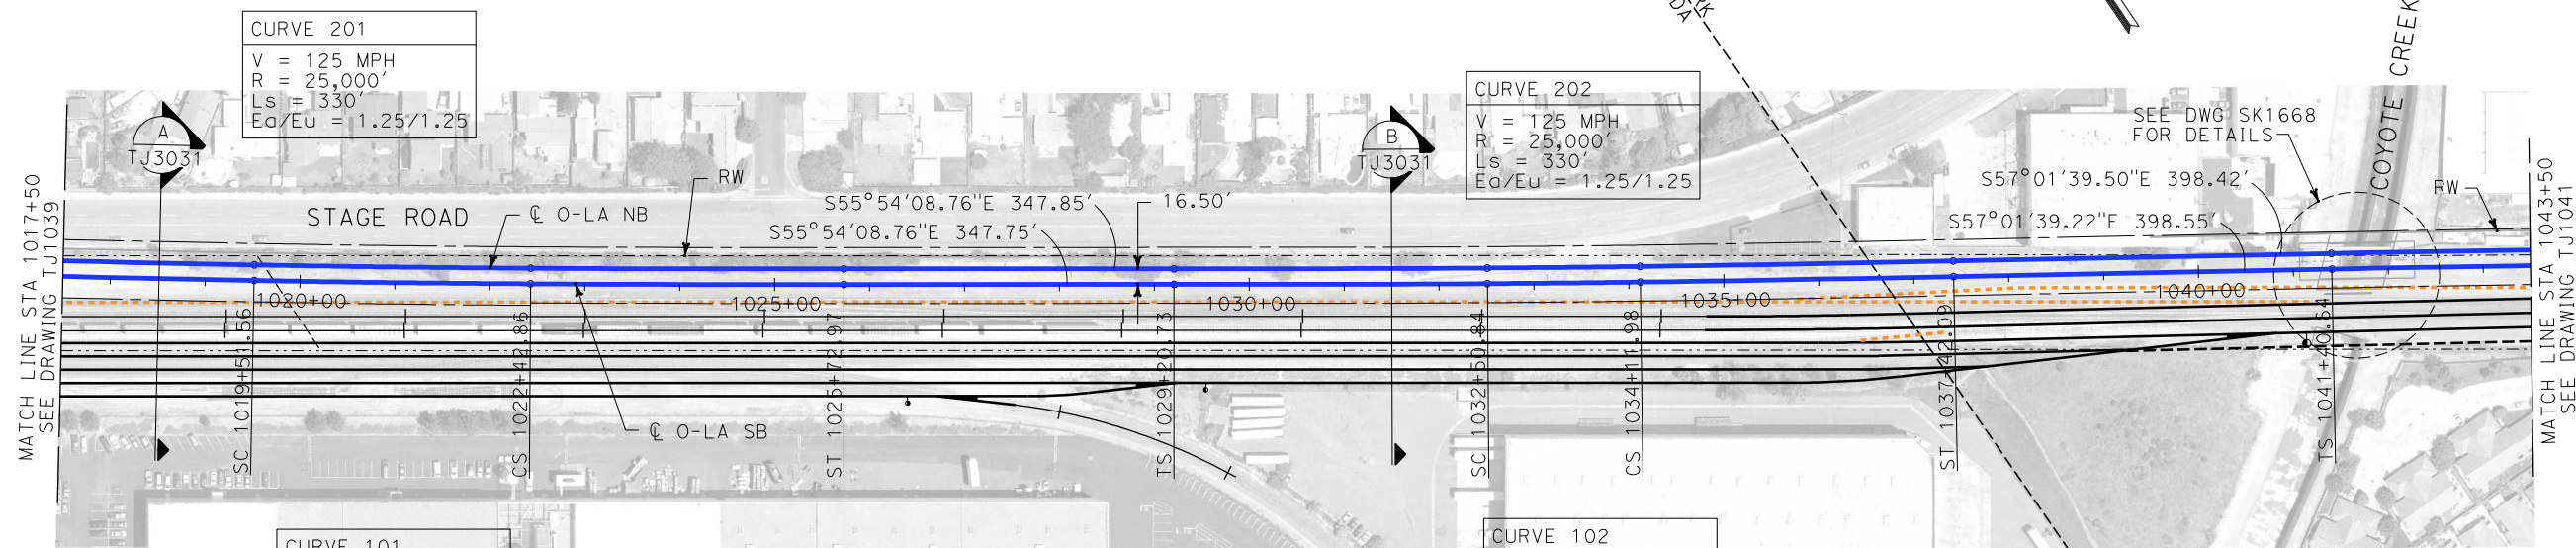 CURVE 201
V = 125 MPH
R = 25,000'
Ls = 330'
Ea/Eu = 1.25/1.25
CURVE 202
V = 125 MPH
R = 25,000'
Ls = 330'
Ea/Eu = 1.25/1.25
A
TJ3031
B
TJ3031
SEE DWG SK1668
FOR DETAILS
COYOTE CREEK
RW
RW
STAGE ROAD
℄ O-LA NB
S55°54'08.76"E 347.85'
S55°54'08.76"E 347.75'
16.50'
S57°01'39.50"E 398.42'
S57°01'39.22"E 398.55'
MATCH LINE STA 1017+50
SEE DRAWING TJ1039
MATCH LINE STA 1043+50
SEE DRAWING TJ1041
1020+00
1025+00
1030+00
1035+00
1040+00
SC 1019+51.56
CS 1022+42.86
ST 1025+72.97
TS 1029+20.73
SC 1032+50.84
CS 1034+11.98
ST 1037+42.09
TS 1041+40.64
℄ O-LA SB
CURVE 101
CURVE 102